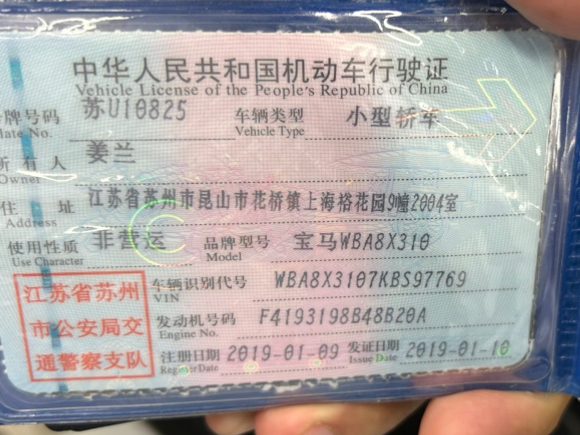 中华人民共和国机动车行驶证
Vehicle License of the People's Republic of China
号牌号码 苏U10825 车辆类型 小型轿车
Plate No. Vehicle Type
所有人 姜兰
Owner
住址 江苏省苏州市昆山市花桥镇上海裕花园9幢2004室
Address
使用性质 非营运 品牌型号 宝马WBA8X310
Use Character Model
江苏省苏州市公安局交通警察支队
车辆识别代号 WBA8X3107KBS97769
VIN
发动机号码 F4193198B48B20A
Engine No.
注册日期 2019-01-09 发证日期 2019-01-10
Register Date Issue Date